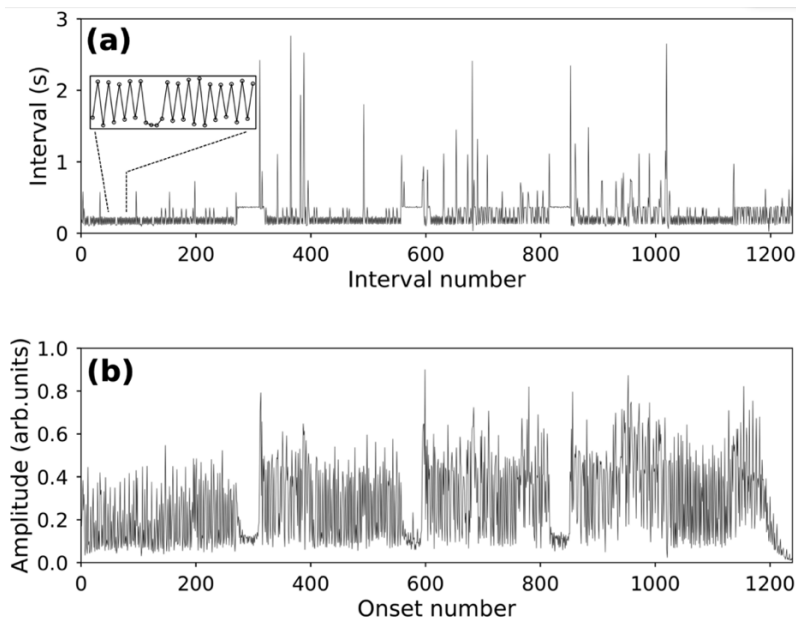 (a)
Interval (s)
3
2
1
0
0 200 400 600 800 1000 1200
Interval number
(b)
Amplitude (arb.units)
1.0
0.8
0.6
0.4
0.2
0.0
0 200 400 600 800 1000 1200
Onset number